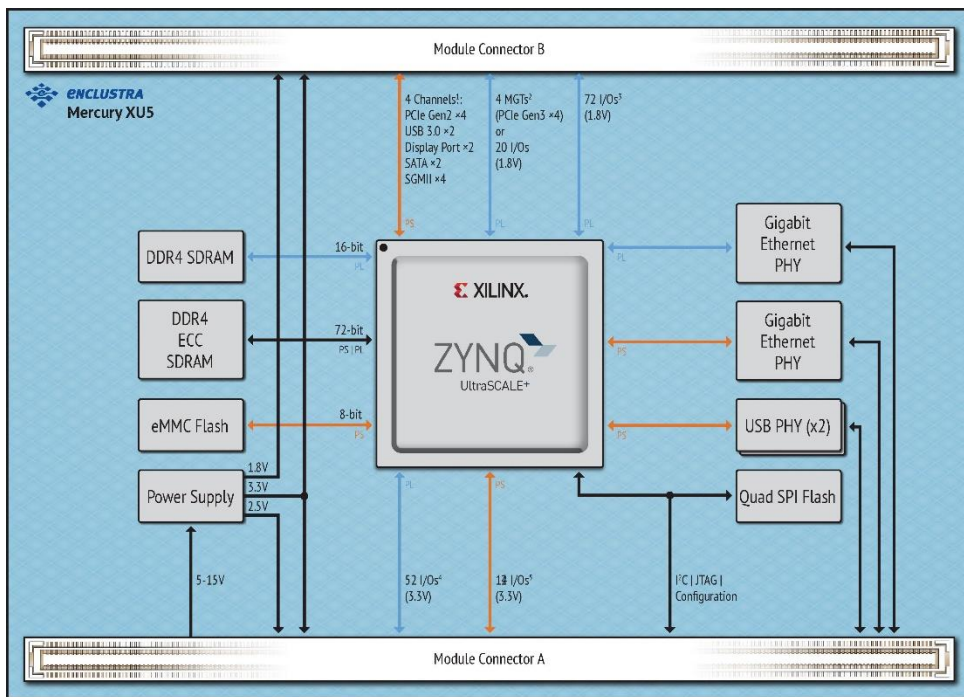 Module Connector B
ENCLUSTRA
Mercury XU5
4 Channels¹:
PCIe Gen2 ×4
USB 3.0 ×2
Display Port ×2
SATA ×2
SGMII ×4
4 MGTs²
(PCIe Gen3 ×4)
or
20 I/Os
(1.8V)
72 I/Os³
(1.8V)
PS
PL
PL
DDR4 SDRAM
16-bit
PL
DDR4
ECC
SDRAM
72-bit
PS | PL
eMMC Flash
8-bit
PS
Power Supply
1.8V
3.3V
2.5V
5-15V
XILINX.
ZYNQ®
UltraSCALE+
PL
Gigabit
Ethernet
PHY
PS
Gigabit
Ethernet
PHY
PS
USB PHY (x2)
Quad SPI Flash
PL
PS
52 I/Os⁴
(3.3V)
I/Os⁵
(3.3V)
I²C | JTAG |
Configuration
Module Connector A